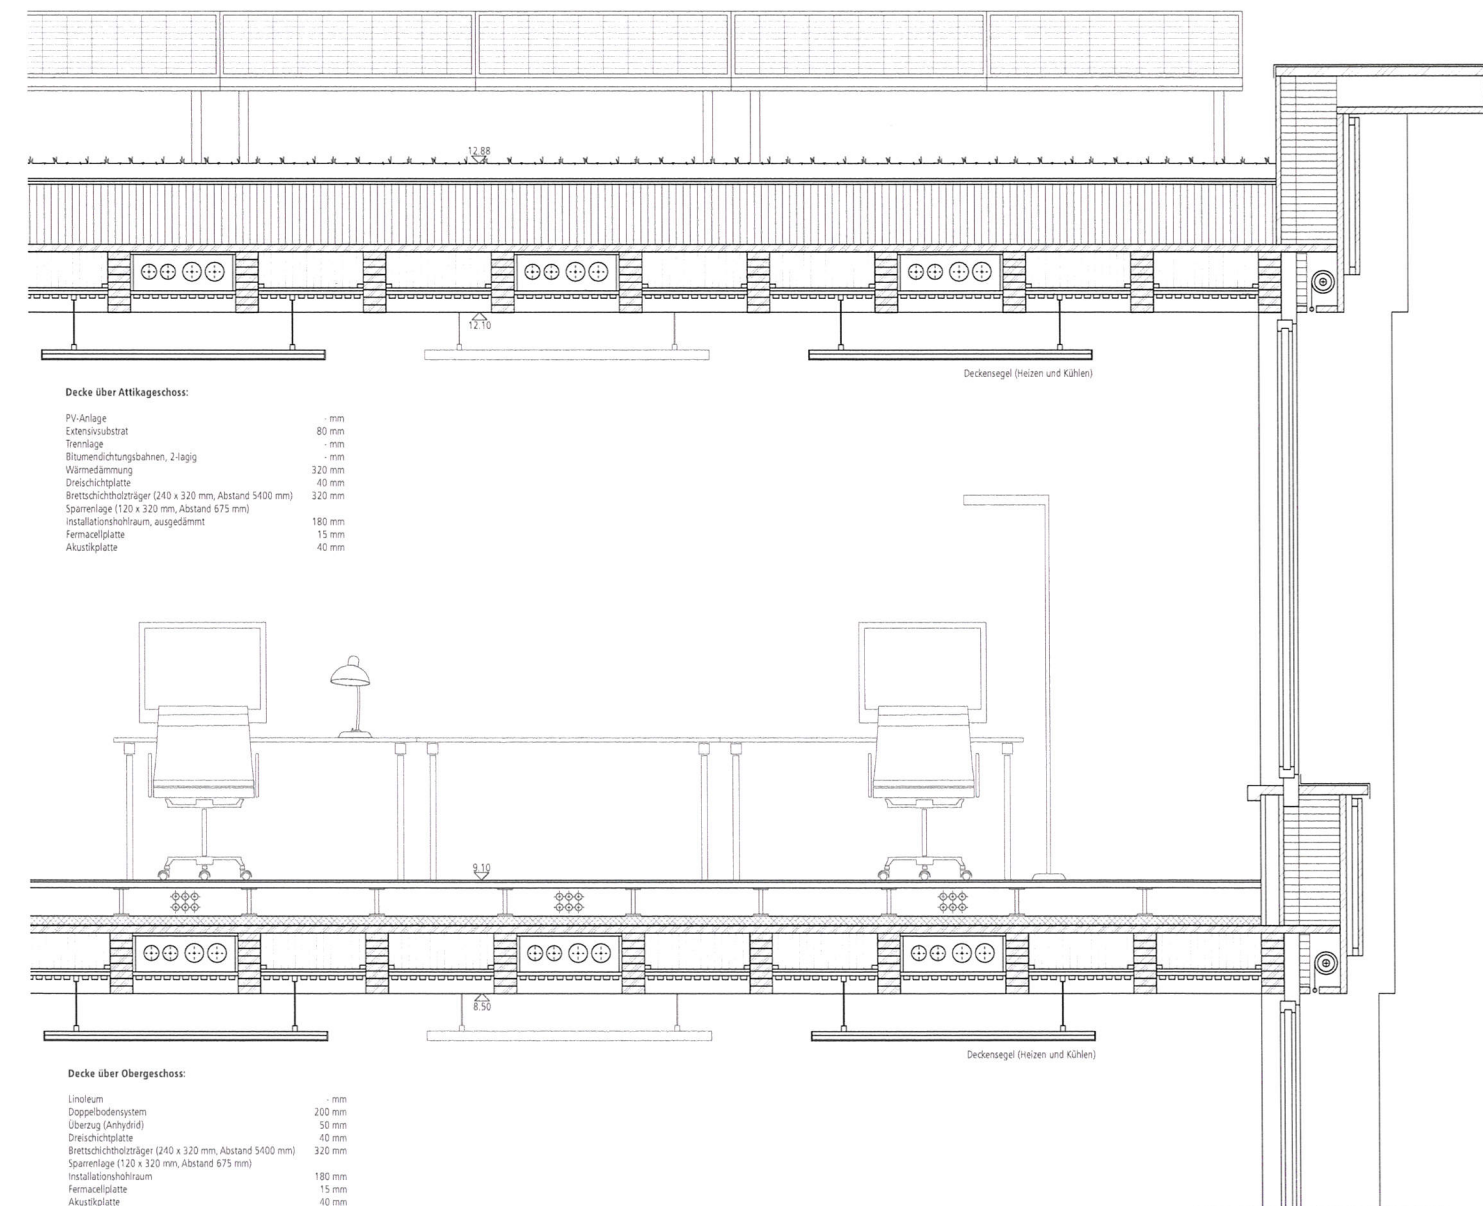 12.88
12.10
Deckensegel (Heizen und Kühlen)
Decke über Attikageschoss:
PV-Anlage - mm
Extensivsubstrat 80 mm
Trennlage - mm
Bitumendichtungsbahnen, 2-lagig - mm
Wärmedämmung 320 mm
Dreischichtplatte 40 mm
Brettschichtholzträger (240 x 320 mm, Abstand 5400 mm) 320 mm
Sparrenlage (120 x 320 mm, Abstand 675 mm)
Installationshohlraum, ausgedämmt 180 mm
Fermacellplatte 15 mm
Akustikplatte 40 mm
9.10
8.50
Deckensegel (Heizen und Kühlen)
Decke über Obergeschoss:
Linoleum - mm
Doppelbodensystem 200 mm
Überzug (Anhydrid) 50 mm
Dreischichtplatte 40 mm
Brettschichtholzträger (240 x 320 mm, Abstand 5400 mm) 320 mm
Sparrenlage (120 x 320 mm, Abstand 675 mm)
Installationshohlraum 180 mm
Fermacellplatte 15 mm
Akustikplatte 40 mm